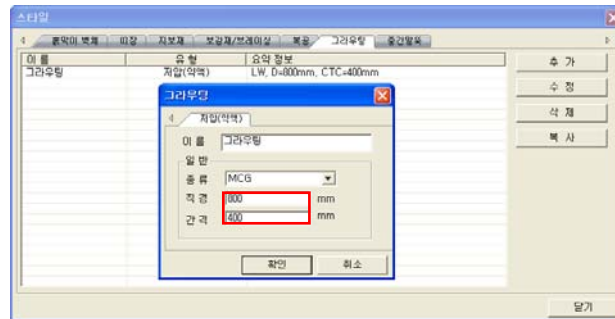 스타일
흙막이 벽체 띠장 지보재 보강재/브레이싱 복공 그라우팅 중간말뚝
이 름 유 형 요약 정보
그라우팅 저압(약액) LW, D=800mm, CTC=400mm
추 가
수 정
삭 제
복 사
그라우팅
저압(약액)
이 름 그라우팅
일 반
종 류 MCG
직 경 800 mm
간 격 400 mm
확인 취소
닫기